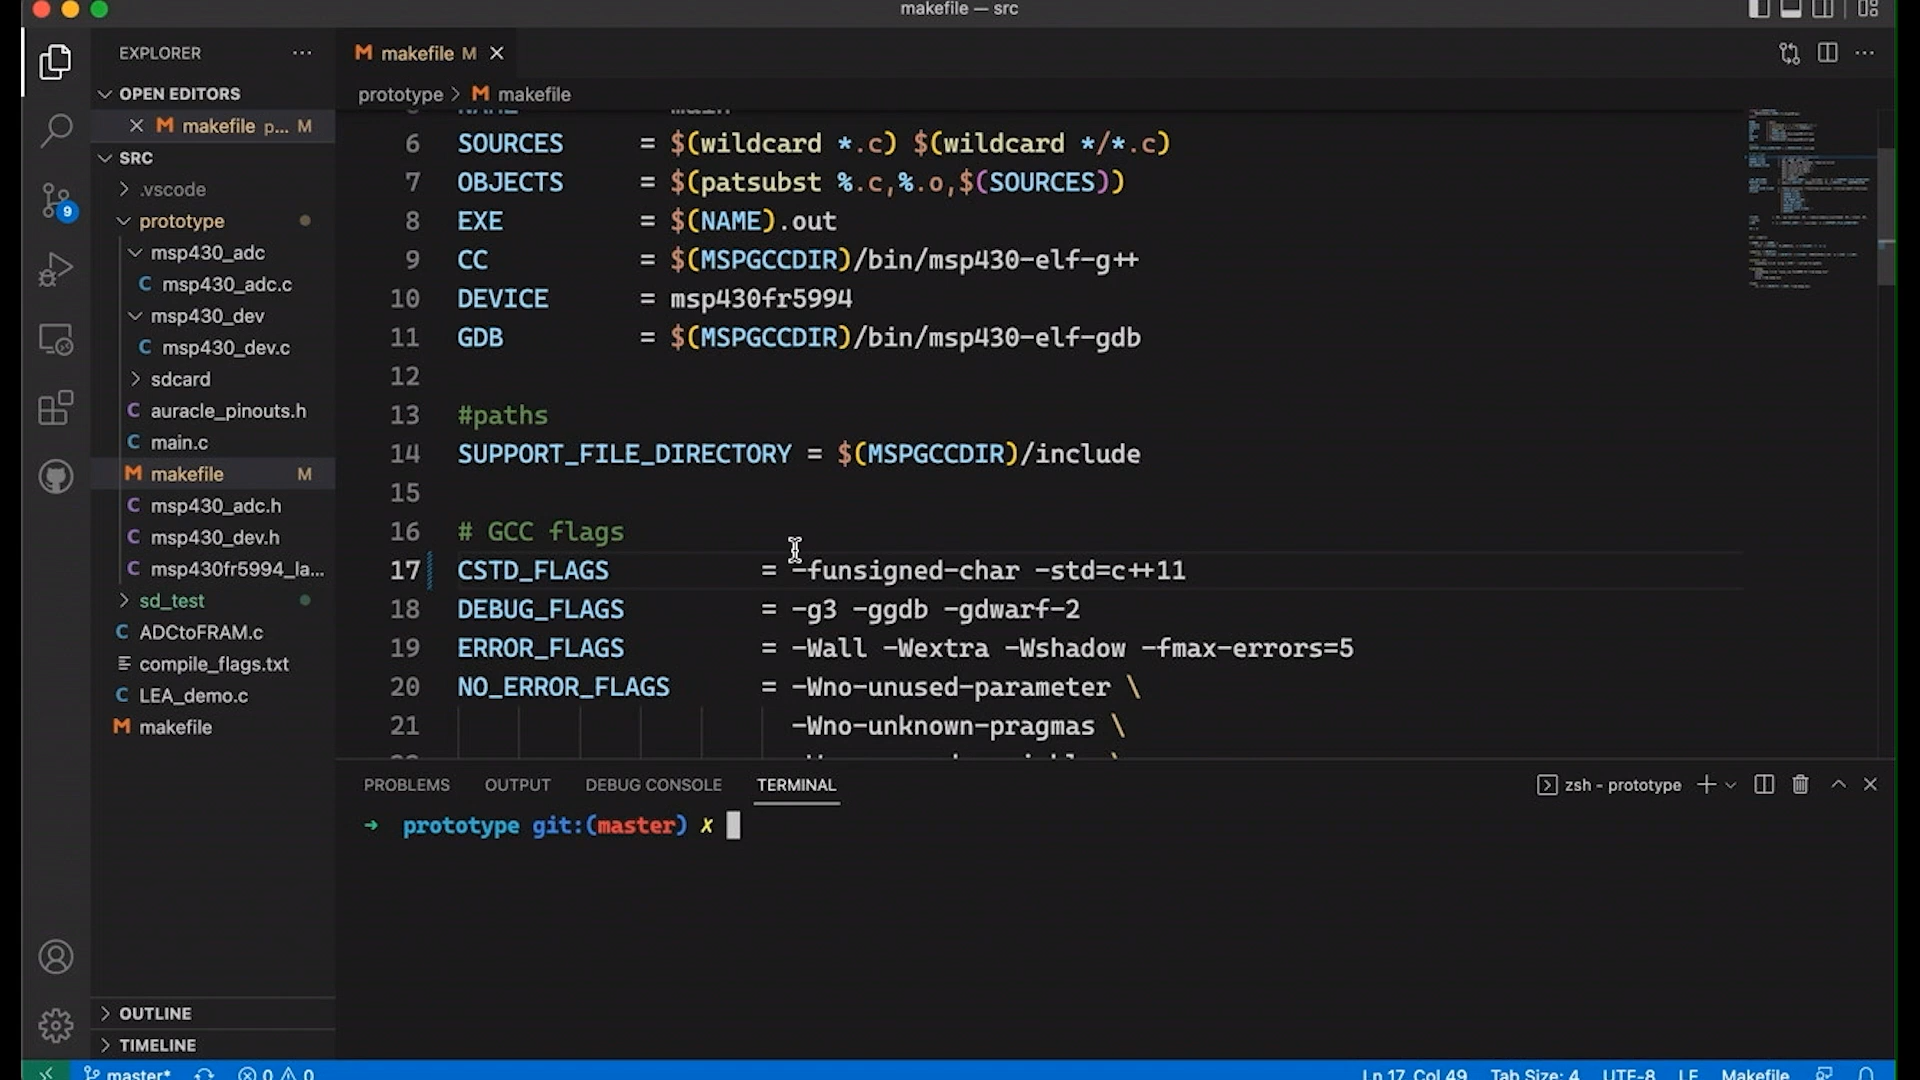 makefile — src
EXPLORER
OPEN EDITORS
makefile p... M
SRC
.vscode
prototype
msp430_adc
C msp430_adc.c
msp430_dev
C msp430_dev.c
sdcard
C auracle_pinouts.h
C main.c
M makefile M
C msp430_adc.h
C msp430_dev.h
C msp430fr5994_la...
sd_test
C ADCtoFRAM.c
compile_flags.txt
C LEA_demo.c
M makefile
OUTLINE
TIMELINE
9
M makefile M
prototype > M makefile
6 SOURCES = $(wildcard *.c) $(wildcard */*.c)
7 OBJECTS = $(patsubst %.c,%.o,$(SOURCES))
8 EXE = $(NAME).out
9 CC = $(MSPGCCDIR)/bin/msp430-elf-g++
10 DEVICE = msp430fr5994
11 GDB = $(MSPGCCDIR)/bin/msp430-elf-gdb
12
13 #paths
14 SUPPORT_FILE_DIRECTORY = $(MSPGCCDIR)/include
15
16 # GCC flags
17 CSTD_FLAGS = -funsigned-char -std=c++11
18 DEBUG_FLAGS = -g3 -ggdb -gdwarf-2
19 ERROR_FLAGS = -Wall -Wextra -Wshadow -fmax-errors=5
20 NO_ERROR_FLAGS = -Wno-unused-parameter \
21 -Wno-unknown-pragmas \
PROBLEMS OUTPUT DEBUG CONSOLE TERMINAL
zsh - prototype
→ prototype git:(master) ✗
master* 0 0
Ln 17, Col 49 Tab Size: 4 UTF-8 LF Makefile